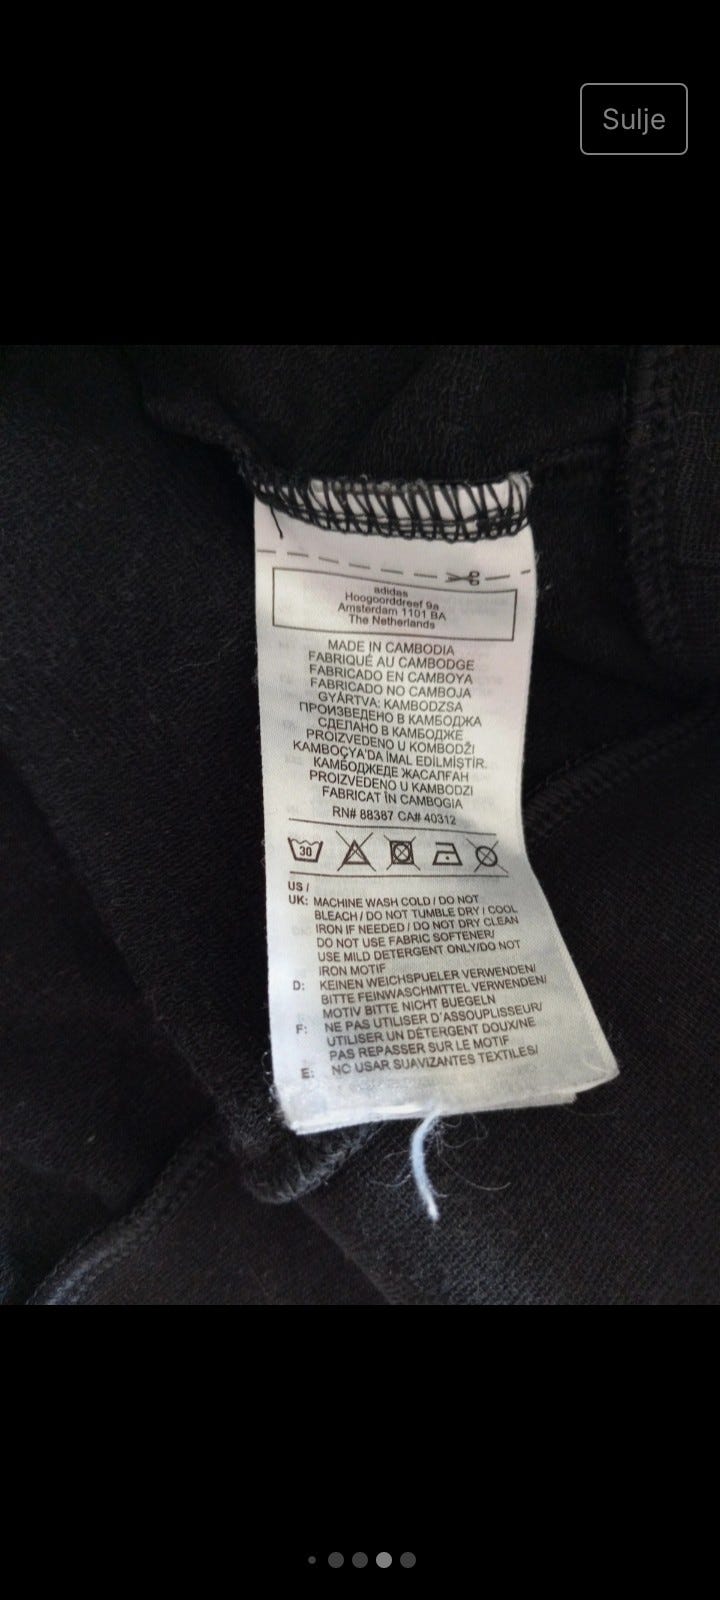 Sulje
adidas
Hoogoorddreef 9a
Amsterdam 1101 BA
The Netherlands
MADE IN CAMBODIA
FABRIQUÉ AU CAMBODGE
FABRICADO EN CAMBOYA
FABRICADO NO CAMBOJA
GYÁRTVA: KAMBODZSA
ПРОИЗВЕДЕНО В КАМБОДЖА
СДЕЛАНО В КАМБОДЖЕ
PROIZVEDENO U KOMBODŽI
KAMBOÇYA'DA İMAL EDİLMİŞTİR.
КАМБОДЖЕДЕ ЖАСАЛҒАН
PROIZVEDENO U KAMBODZI
FABRICAT ÎN CAMBOGIA
RN# 88387 CA# 40312
30
US /
UK: MACHINE WASH COLD / DO NOT
BLEACH / DO NOT TUMBLE DRY / COOL
IRON IF NEEDED / DO NOT DRY CLEAN
DO NOT USE FABRIC SOFTENER/
USE MILD DETERGENT ONLY/DO NOT
IRON MOTIF
D: KEINEN WEICHSPUELER VERWENDEN/
BITTE FEINWASCHMITTEL VERWENDEN/
MOTIV BITTE NICHT BUEGELN
F: NE PAS UTILISER D'ASSOUPLISSEUR/
UTILISER UN DÉTERGENT DOUX/NE
PAS REPASSER SUR LE MOTIF
E: NO USAR SUAVIZANTES TEXTILES/